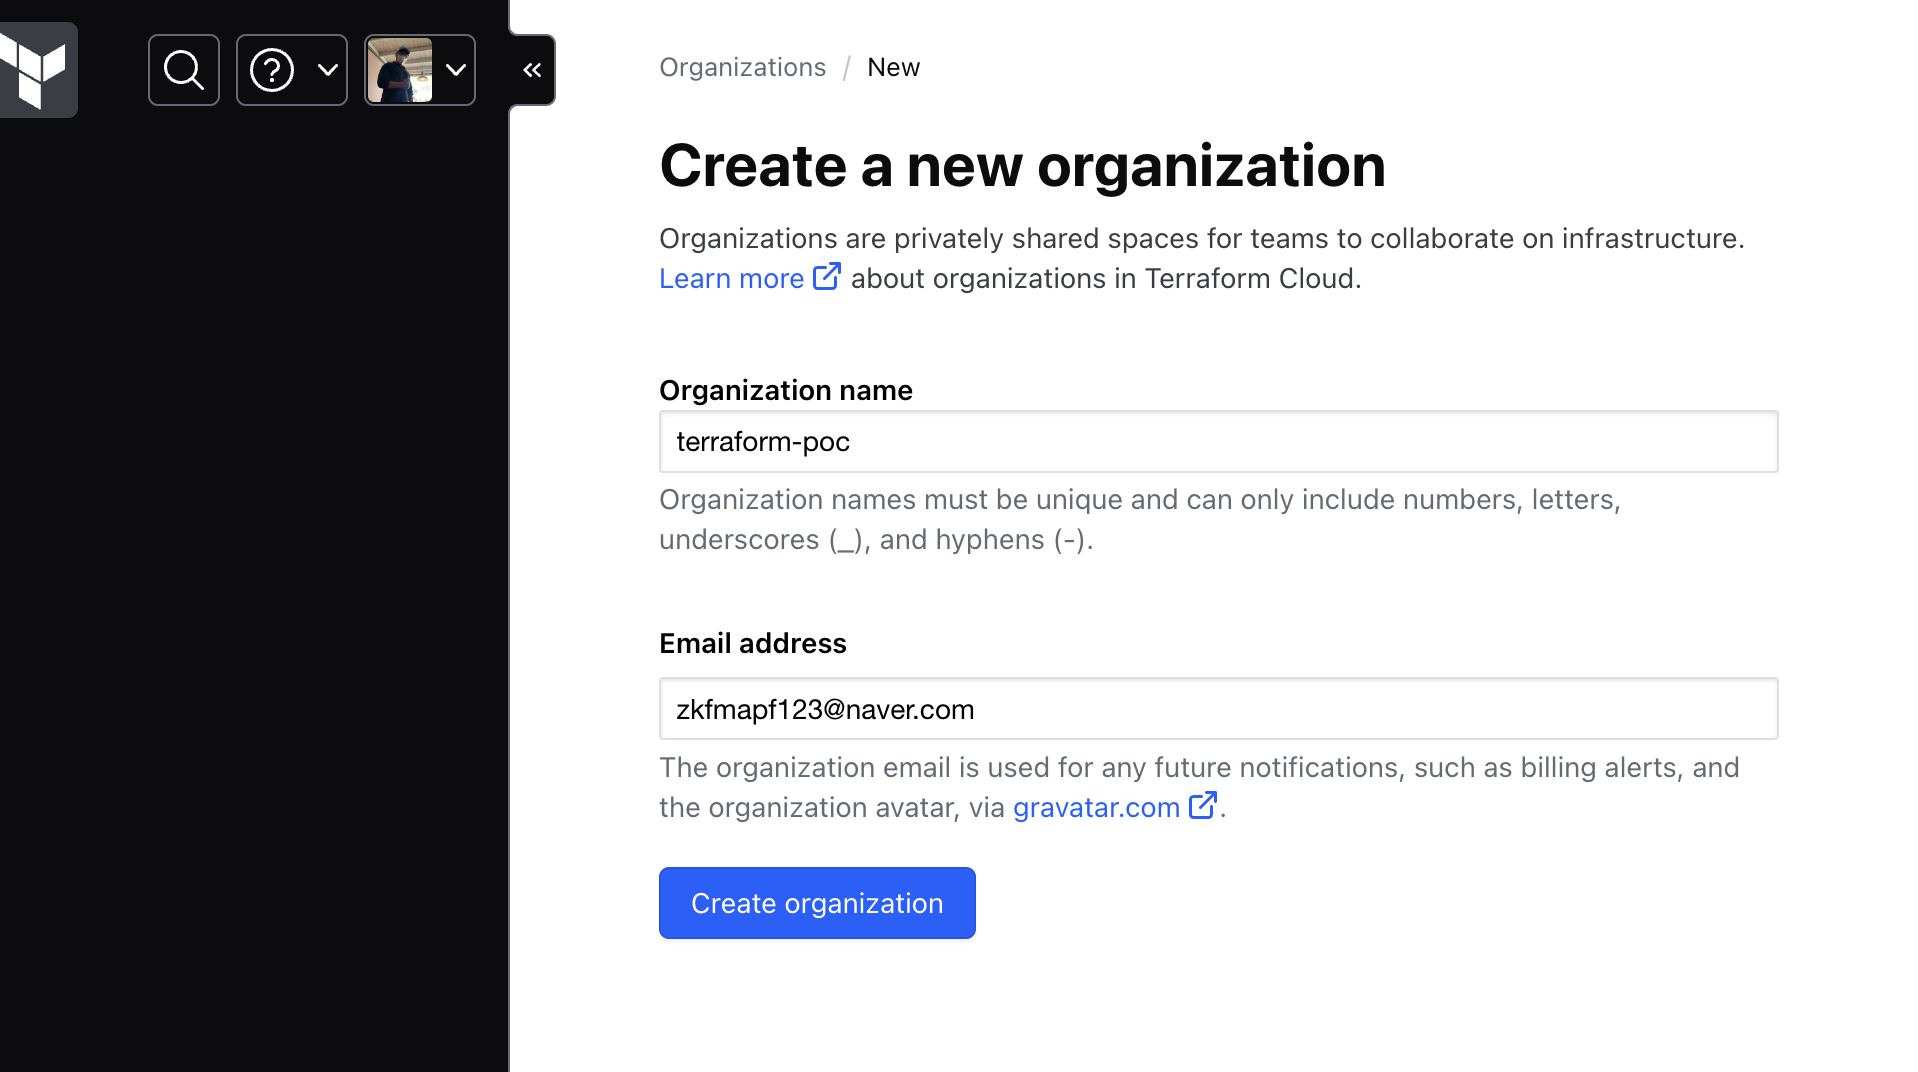 Organizations / New
Create a new organization
Organizations are privately shared spaces for teams to collaborate on infrastructure.
Learn more about organizations in Terraform Cloud.
Organization name
terraform-poc
Organization names must be unique and can only include numbers, letters,
underscores (_), and hyphens (-).
Email address
zkfmapf123@naver.com
The organization email is used for any future notifications, such as billing alerts, and
the organization avatar, via gravatar.com.
Create organization